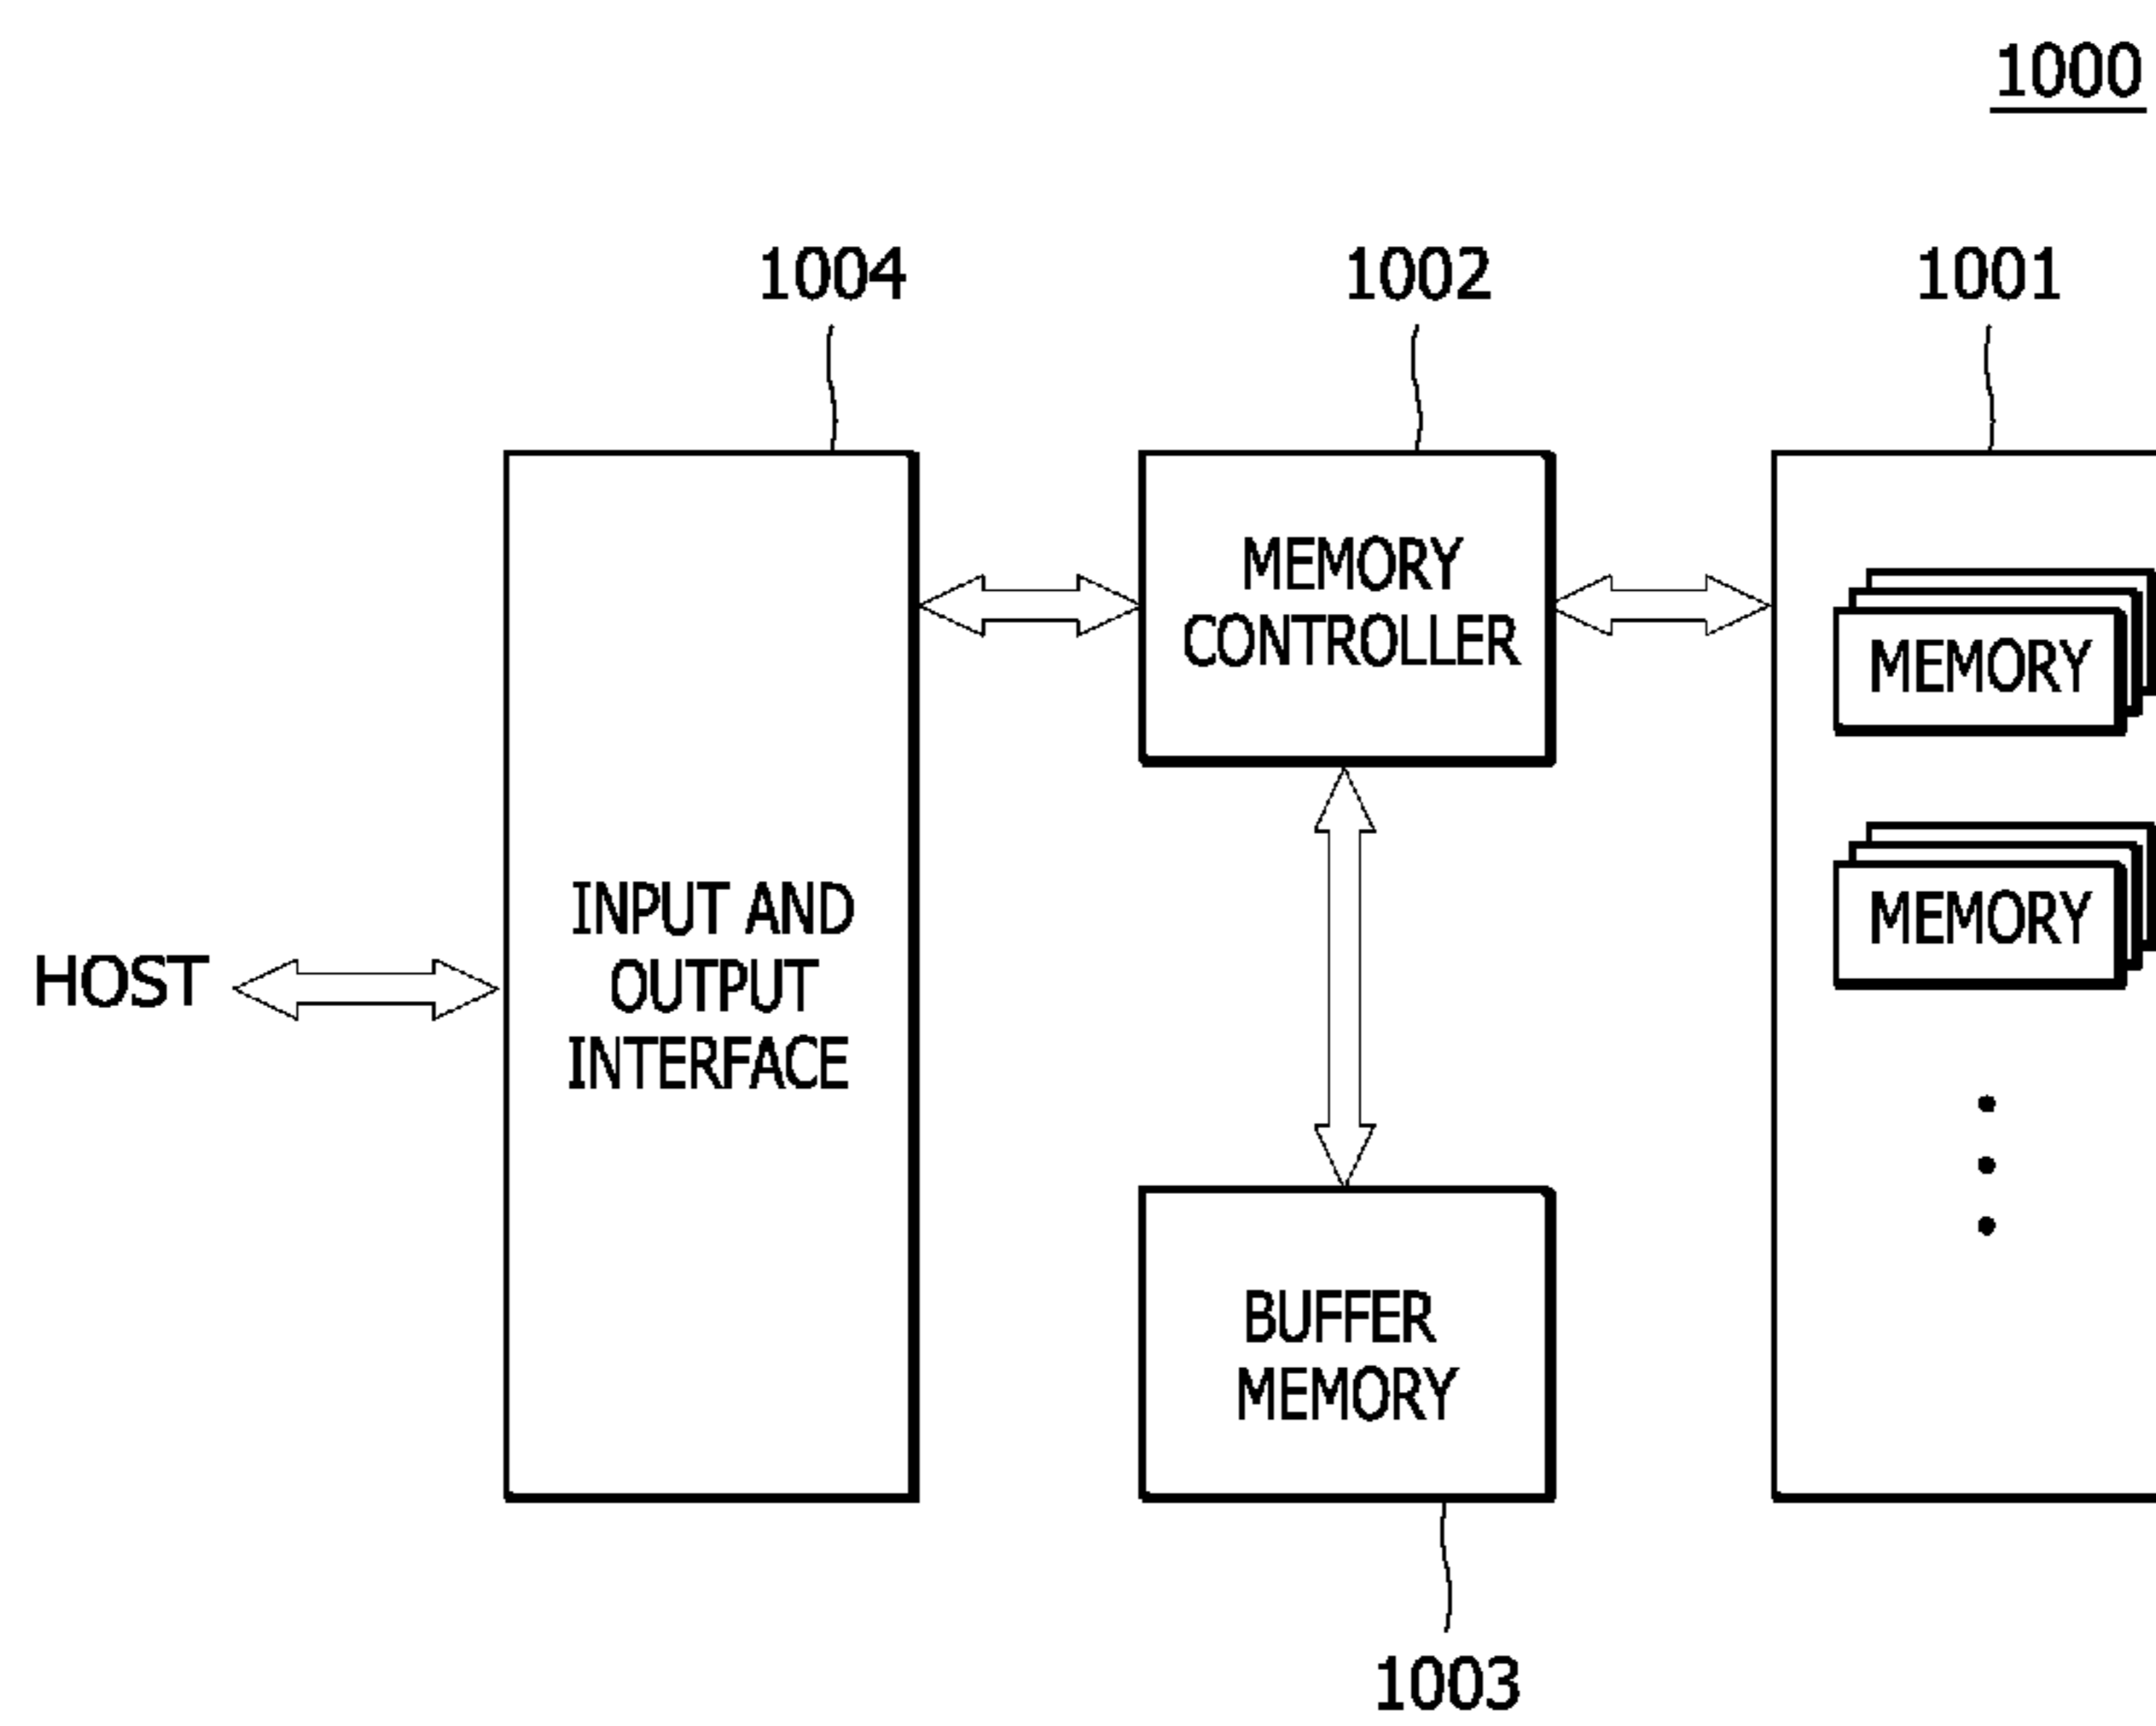 1000
1004
1002
1001
MEMORY
CONTROLLER
MEMORY
MEMORY
INPUT AND
OUTPUT
INTERFACE
HOST
BUFFER
MEMORY
1003